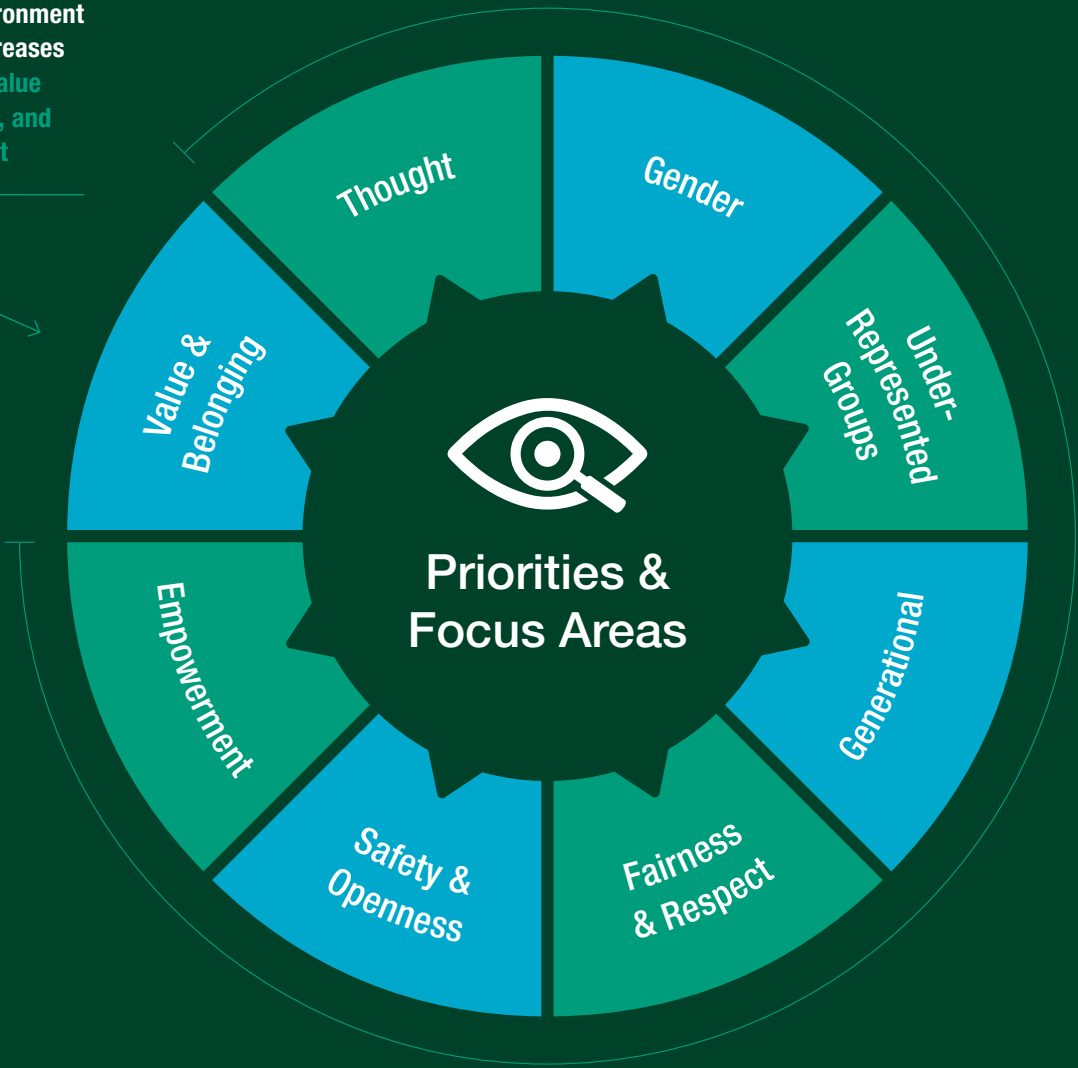 reases
alue
, and
Thought
Gender
Under-
Represented
Groups
Generational
Fairness
& Respect
Safety &
Openness
Empowerment
Value &
Belonging
Priorities &
Focus Areas